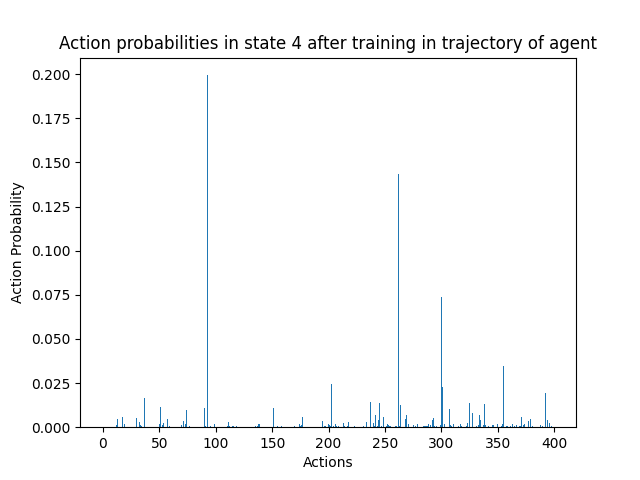 Action probabilities in state 4 after training in trajectory of agent
0.200
0.175
0.150
0.125
0.100
0.075
0.050
0.025
0.000
Action Probability
0 50 100 150 200 250 300 350 400
Actions